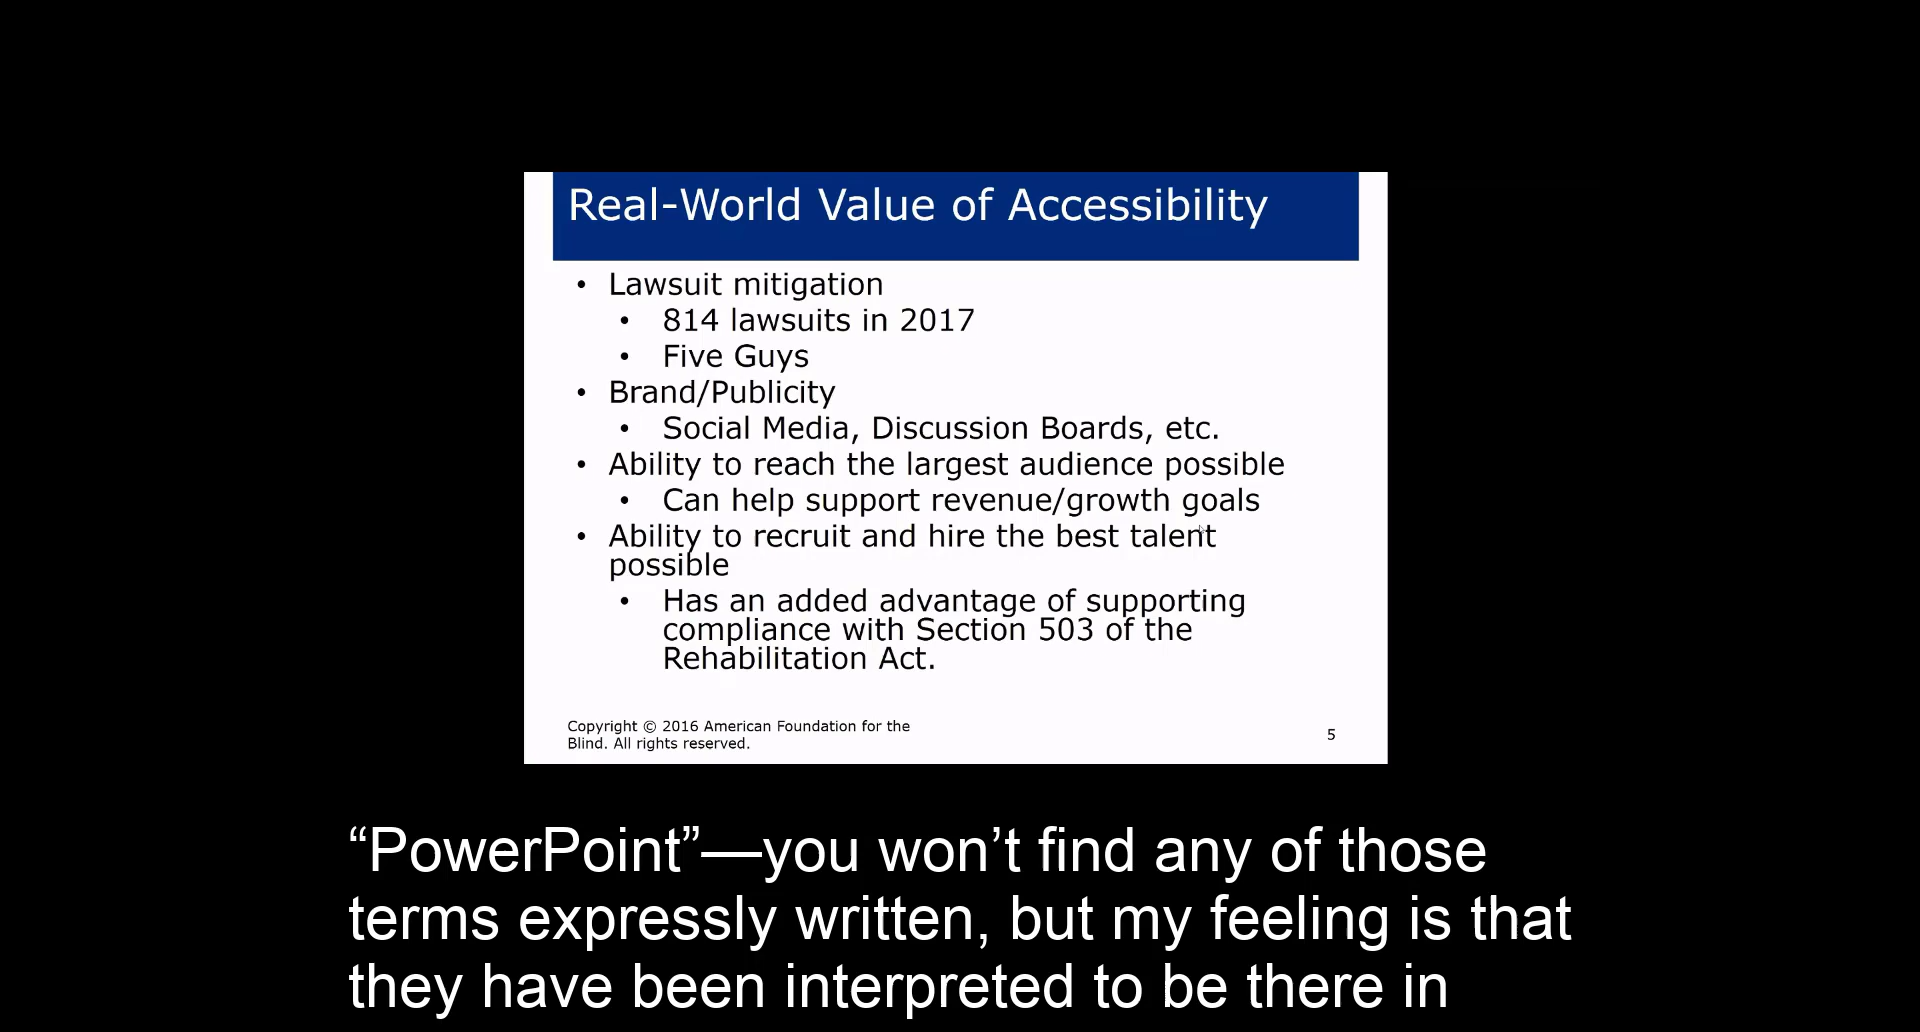 Real-World Value of Accessibility
• Lawsuit mitigation
• 814 lawsuits in 2017
• Five Guys
• Brand/Publicity
• Social Media, Discussion Boards, etc.
• Ability to reach the largest audience possible
• Can help support revenue/growth goals
• Ability to recruit and hire the best talent
possible
• Has an added advantage of supporting
compliance with Section 503 of the
Rehabilitation Act.
Copyright © 2016 American Foundation for the
Blind. All rights reserved.
5
“PowerPoint”—you won’t find any of those
terms expressly written, but my feeling is that
they have been interpreted to be there in